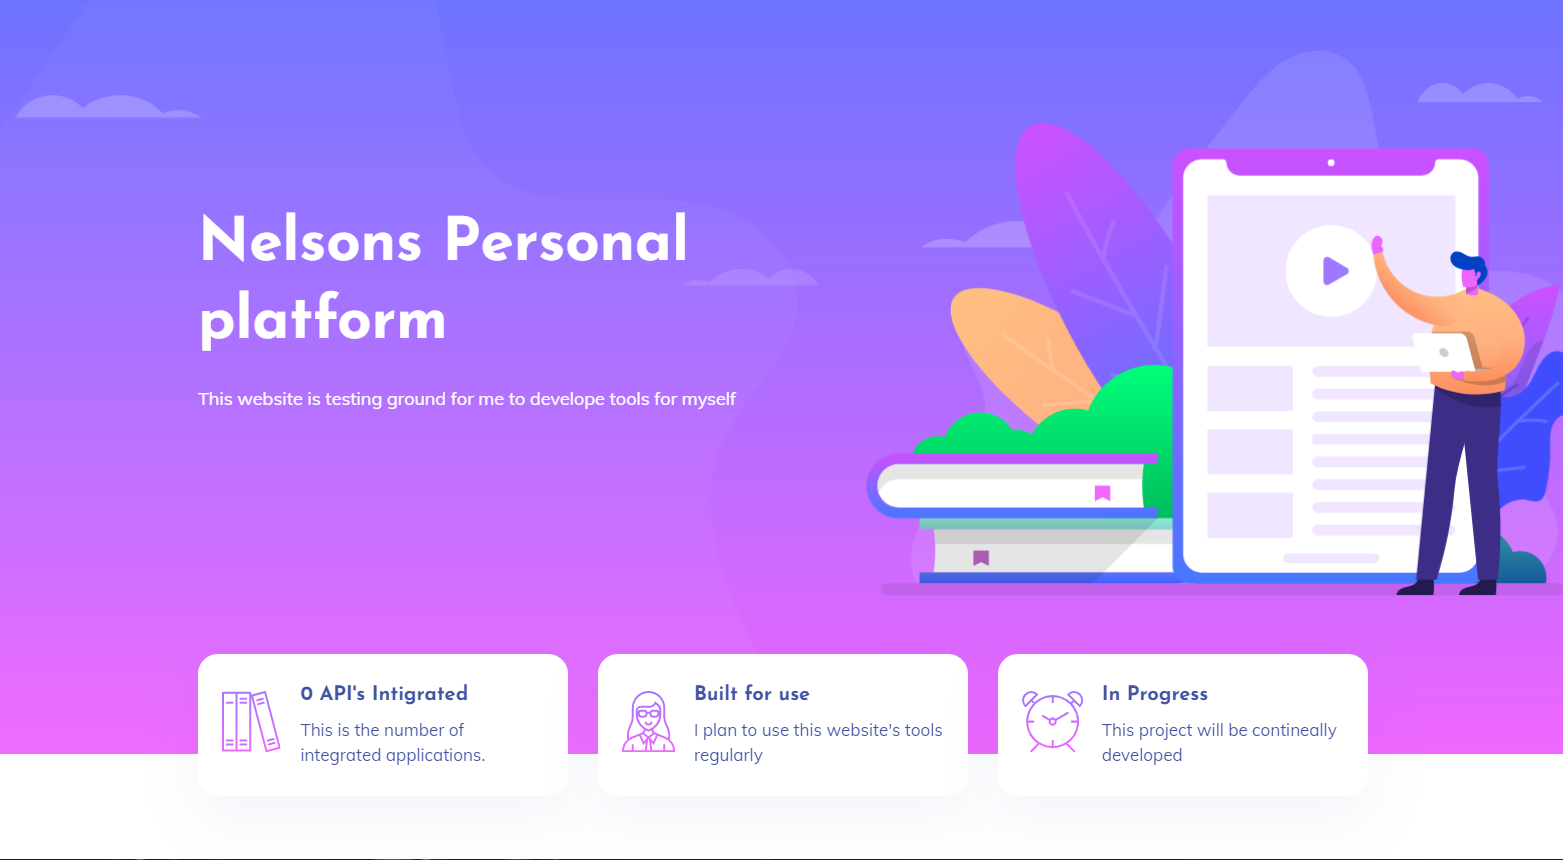 Nelsons Personal
platform
This website is testing ground for me to develope tools for myself
0 API's Intigrated
This is the number of
integrated applications.
Built for use
I plan to use this website's tools
regularly
In Progress
This project will be contineally
developed